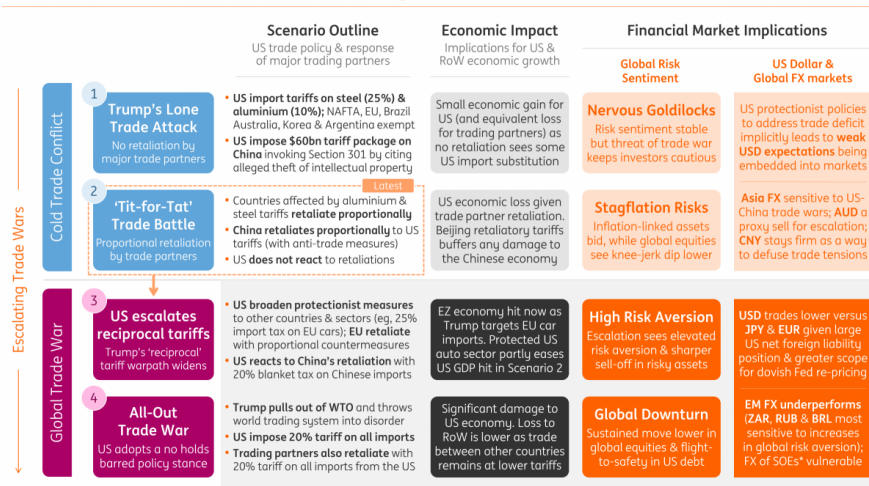 Scenario Outline
US trade policy & response
of major trading partners
Economic Impact
Implications for US &
RoW economic growth
Financial Market Implications
Global Risk
Sentiment
US Dollar &
Global FX markets
Escalating Trade Wars
Cold Trade Conflict
1
Trump's Lone
Trade Attack
No retaliation by
major trade partners
• US import tariffs on steel (25%) &
aluminium (10%); NAFTA, EU, Brazil
Australia, Korea & Argentina exempt
• US impose $60bn tariff package on
China invoking Section 301 by citing
alleged theft of intellectual property
Small economic gain for
US (and equivalent loss
for trading partners) as
no retaliation sees some
US import substitution
Nervous Goldilocks
Risk sentiment stable
but threat of trade war
keeps investors cautious
US protectionist policies
to address trade deficit
implicitly leads to weak
USD expectations being
embedded into markets
2
'Tit-for-Tat'
Trade Battle
Proportional retaliation
by trade partners
Latest
• Countries affected by aluminium &
steel tariffs retaliate proportionally
• China retaliates proportionally to US
tariffs (with anti-trade measures)
• US does not react to retaliations
US economic loss given
trade partner retaliation.
Beijing retaliatory tariffs
buffers any damage to
the Chinese economy
Stagflation Risks
Inflation-linked assets
bid, while global equities
see knee-jerk dip lower
Asia FX sensitive to US-
China trade wars; AUD a
proxy sell for escalation;
CNY stays firm as a way
to defuse trade tensions
Global Trade War
3
US escalates
reciprocal tariffs
Trump's 'reciprocal'
tariff warpath widens
• US broaden protectionist measures
to other countries & sectors (eg, 25%
import tax on EU cars); EU retaliate
with proportional countermeasures
• US reacts to China's retaliation with
20% blanket tax on Chinese imports
EZ economy hit now as
Trump targets EU car
imports. Protected US
auto sector partly eases
US GDP hit in Scenario 2
High Risk Aversion
Escalation sees elevated
risk aversion & sharper
sell-off in risky assets
USD trades lower versus
JPY & EUR given large
US net foreign liability
position & greater scope
for dovish Fed re-pricing
4
All-Out
Trade War
US adopts a no holds
barred policy stance
• Trump pulls out of WTO and throws
world trading system into disorder
• US impose 20% tariff on all imports
• Trading partners also retaliate with
20% tariff on all imports from the US
Significant damage to
US economy. Loss to
RoW is lower as trade
between other countries
remains at lower tariffs
Global Downturn
Sustained move lower in
global equities & flight-
to-safety in US debt
EM FX underperforms
(ZAR, RUB & BRL most
sensitive to increases
in global risk aversion);
FX of SOEs* vulnerable